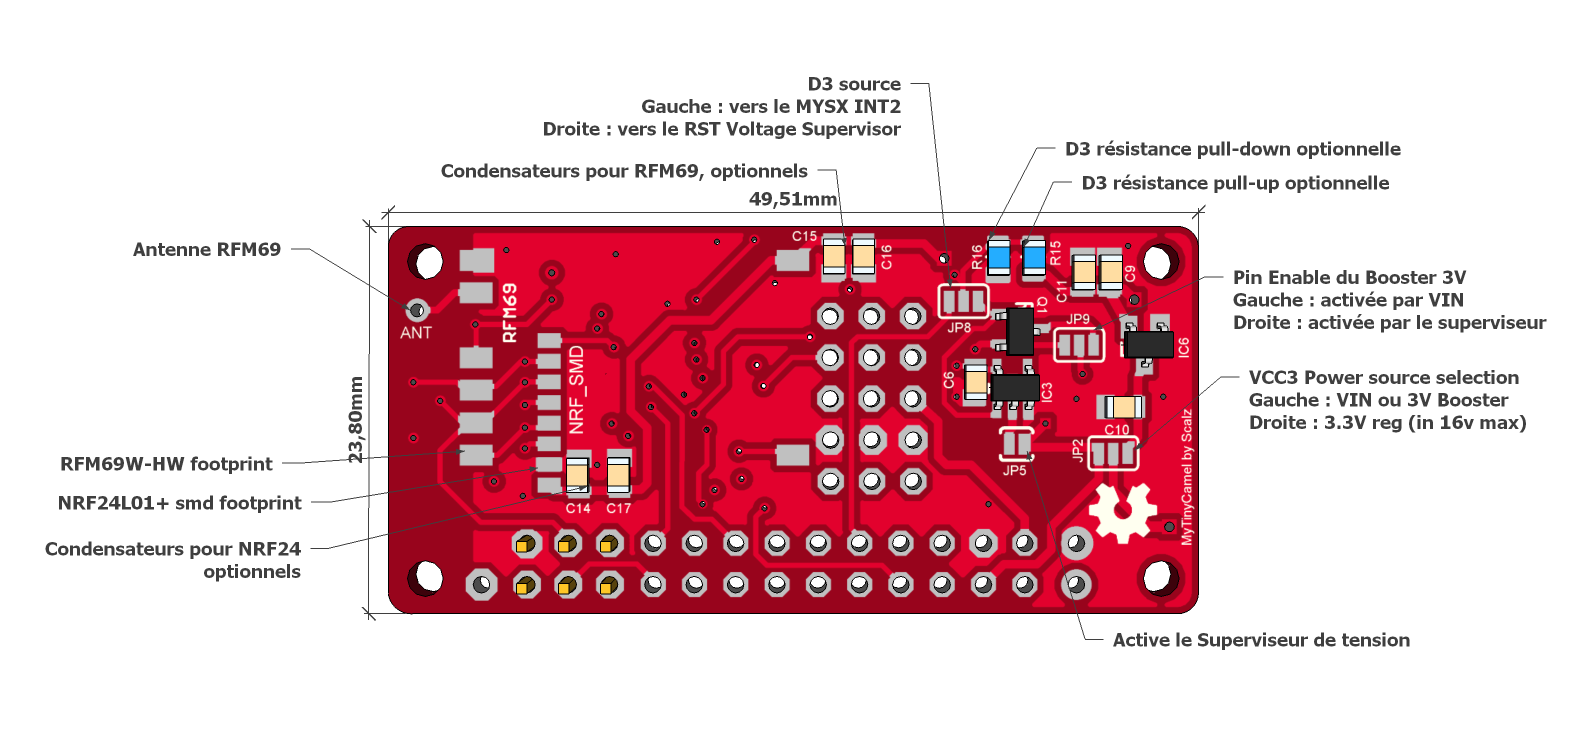 D3 source
Gauche : vers le MYSX INT2
Droite : vers le RST Voltage Supervisor
D3 résistance pull-down optionnelle
Condensateurs pour RFM69, optionnels
D3 résistance pull-up optionnelle
49,51mm
Antenne RFM69
C15
C16
R16
R15
C11
C9
Pin Enable du Booster 3V
Gauche : activée par VIN
Droite : activée par le superviseur
ANT
RFM69
JP8
Q1
JP9
IC6
NRF_SMD
C6
IC3
VCC3 Power source selection
Gauche : VIN ou 3V Booster
Droite : 3.3V reg (in 16v max)
23,80mm
C10
JP2
JP5
MyTinyCamel by Scalz
RFM69W-HW footprint
NRF24L01+ smd footprint
C14
C17
Condensateurs pour NRF24
optionnels
Active le Superviseur de tension